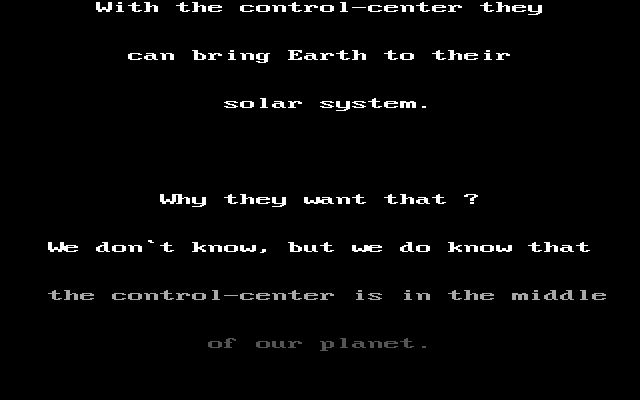 With the control-center they
can bring Earth to their
solar system.
Why they want that ?
We don`t know, but we do know that
the control-center is in the middle
of our planet.